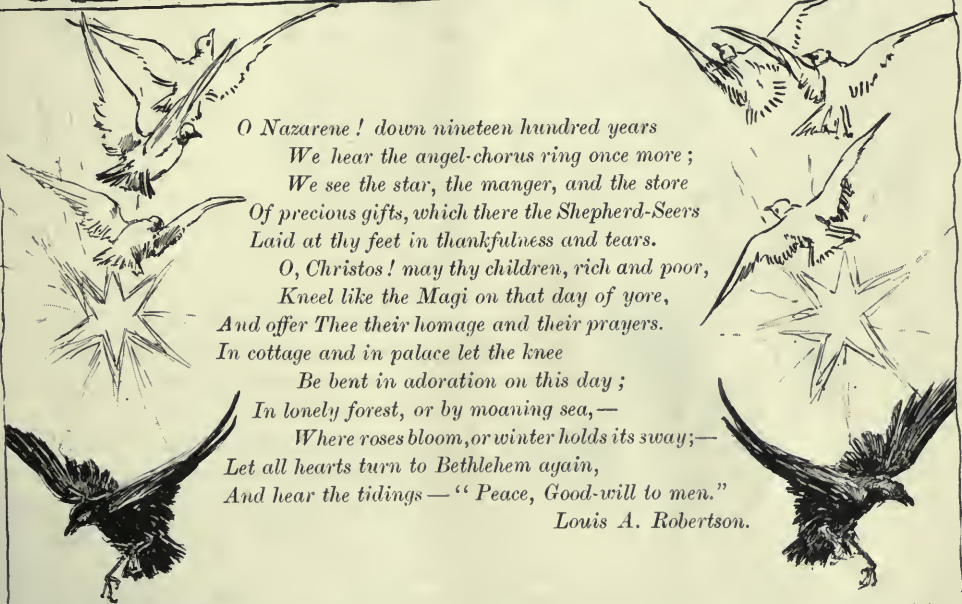 O Nazarene ! down nineteen hundred years
We hear the angel-chorus ring once more ;
We see the star, the manger, and the store
Of precious gifts, which there the Shepherd-Seers
Laid at thy feet in thankfulness and tears.
O, Christos ! may thy children, rich and poor,
Kneel like the Magi on that day of yore,
And offer Thee their homage and their prayers.
In cottage and in palace let the knee
Be bent in adoration on this day ;
In lonely forest, or by moaning sea,—
Where roses bloom, or winter holds its sway;—
Let all hearts turn to Bethlehem again,
And hear the tidings — “ Peace, Good-will to men.”
Louis A. Robertson.